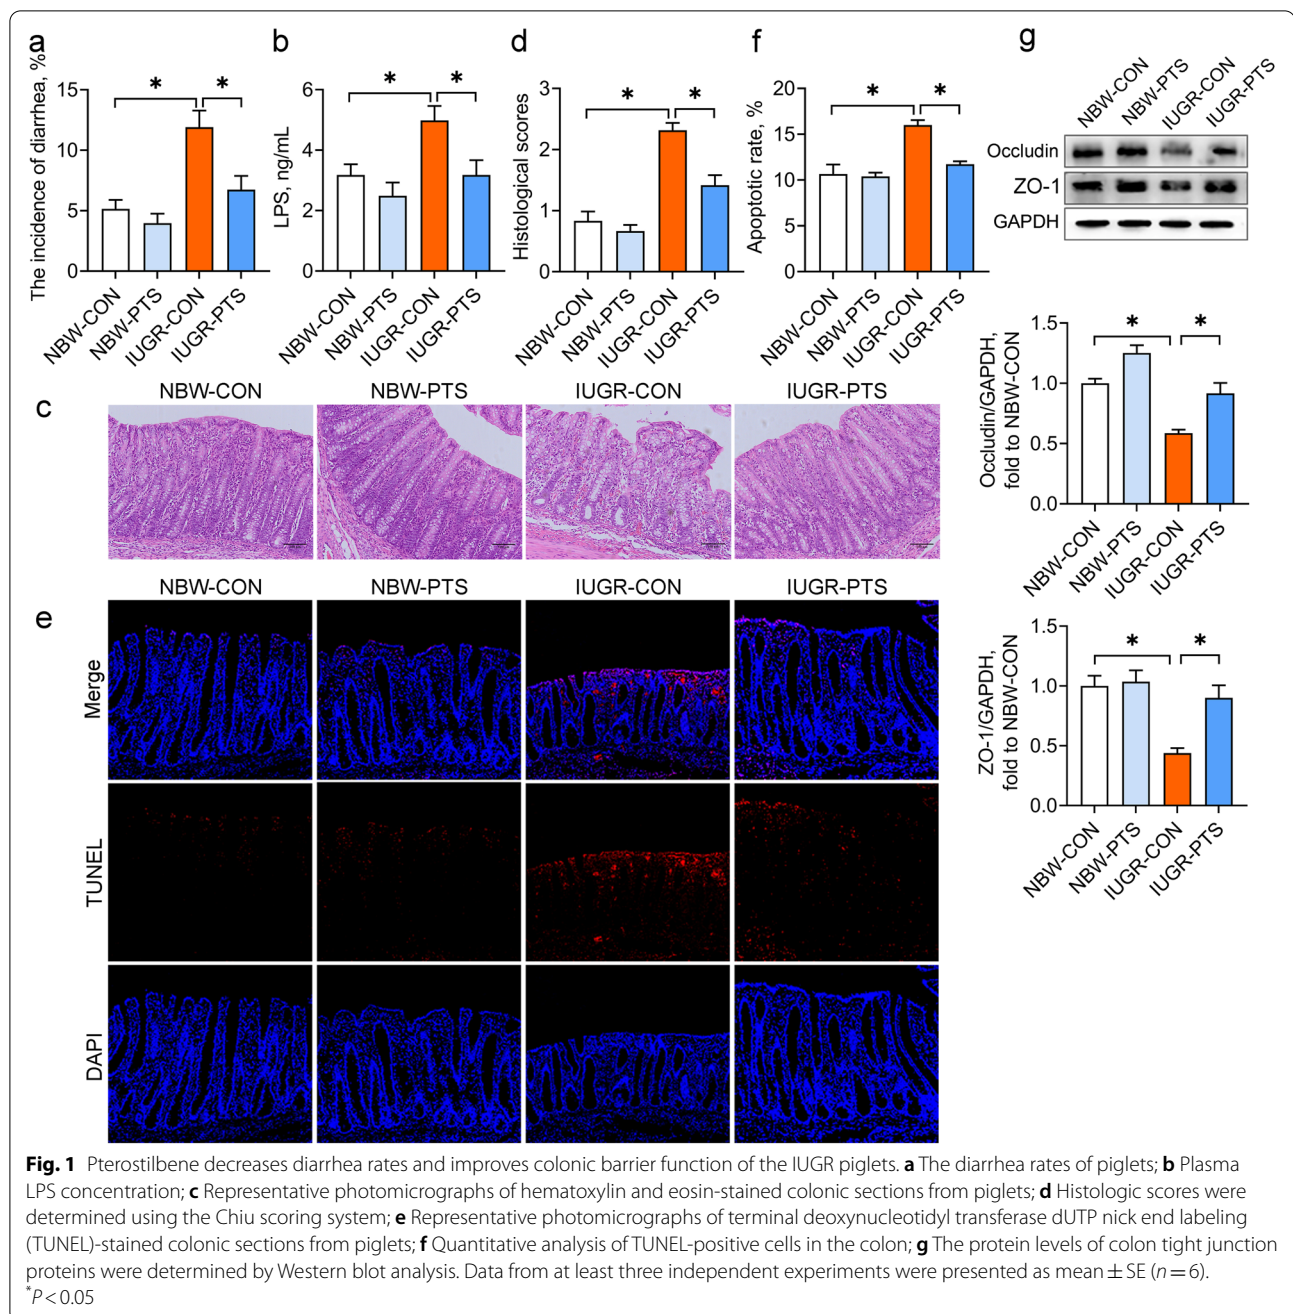 a
The incidence of diarrhea, %
15
10
5
0
*
*
NBW-CON
NBW-PTS
IUGR-CON
IUGR-PTS
b
LPS, ng/mL
6
4
2
0
*
*
NBW-CON
NBW-PTS
IUGR-CON
IUGR-PTS
d
Histological scores
3
2
1
0
*
*
NBW-CON
NBW-PTS
IUGR-CON
IUGR-PTS
f
Apoptotic rate, %
20
15
10
5
0
*
*
NBW-CON
NBW-PTS
IUGR-CON
IUGR-PTS
g
NBW-CON
NBW-PTS
IUGR-CON
IUGR-PTS
Occludin
ZO-1
GAPDH
Occludin/GAPDH,
fold to NBW-CON
1.5
1.0
0.5
0.0
*
*
NBW-CON
NBW-PTS
IUGR-CON
IUGR-PTS
ZO-1/GAPDH,
fold to NBW-CON
1.5
1.0
0.5
0.0
*
*
NBW-CON
NBW-PTS
IUGR-CON
IUGR-PTS
c
NBW-CON NBW-PTS IUGR-CON IUGR-PTS
e
NBW-CON NBW-PTS IUGR-CON IUGR-PTS
Merge
TUNEL
DAPI
Fig. 1 Pterostilbene decreases diarrhea rates and improves colonic barrier function of the IUGR piglets. a The diarrhea rates of piglets; b Plasma
LPS concentration; c Representative photomicrographs of hematoxylin and eosin-stained colonic sections from piglets; d Histologic scores were
determined using the Chiu scoring system; e Representative photomicrographs of terminal deoxynucleotidyl transferase dUTP nick end labeling
(TUNEL)-stained colonic sections from piglets; f Quantitative analysis of TUNEL-positive cells in the colon; g The protein levels of colon tight junction
proteins were determined by Western blot analysis. Data from at least three independent experiments were presented as mean ± SE (n = 6).
*P < 0.05